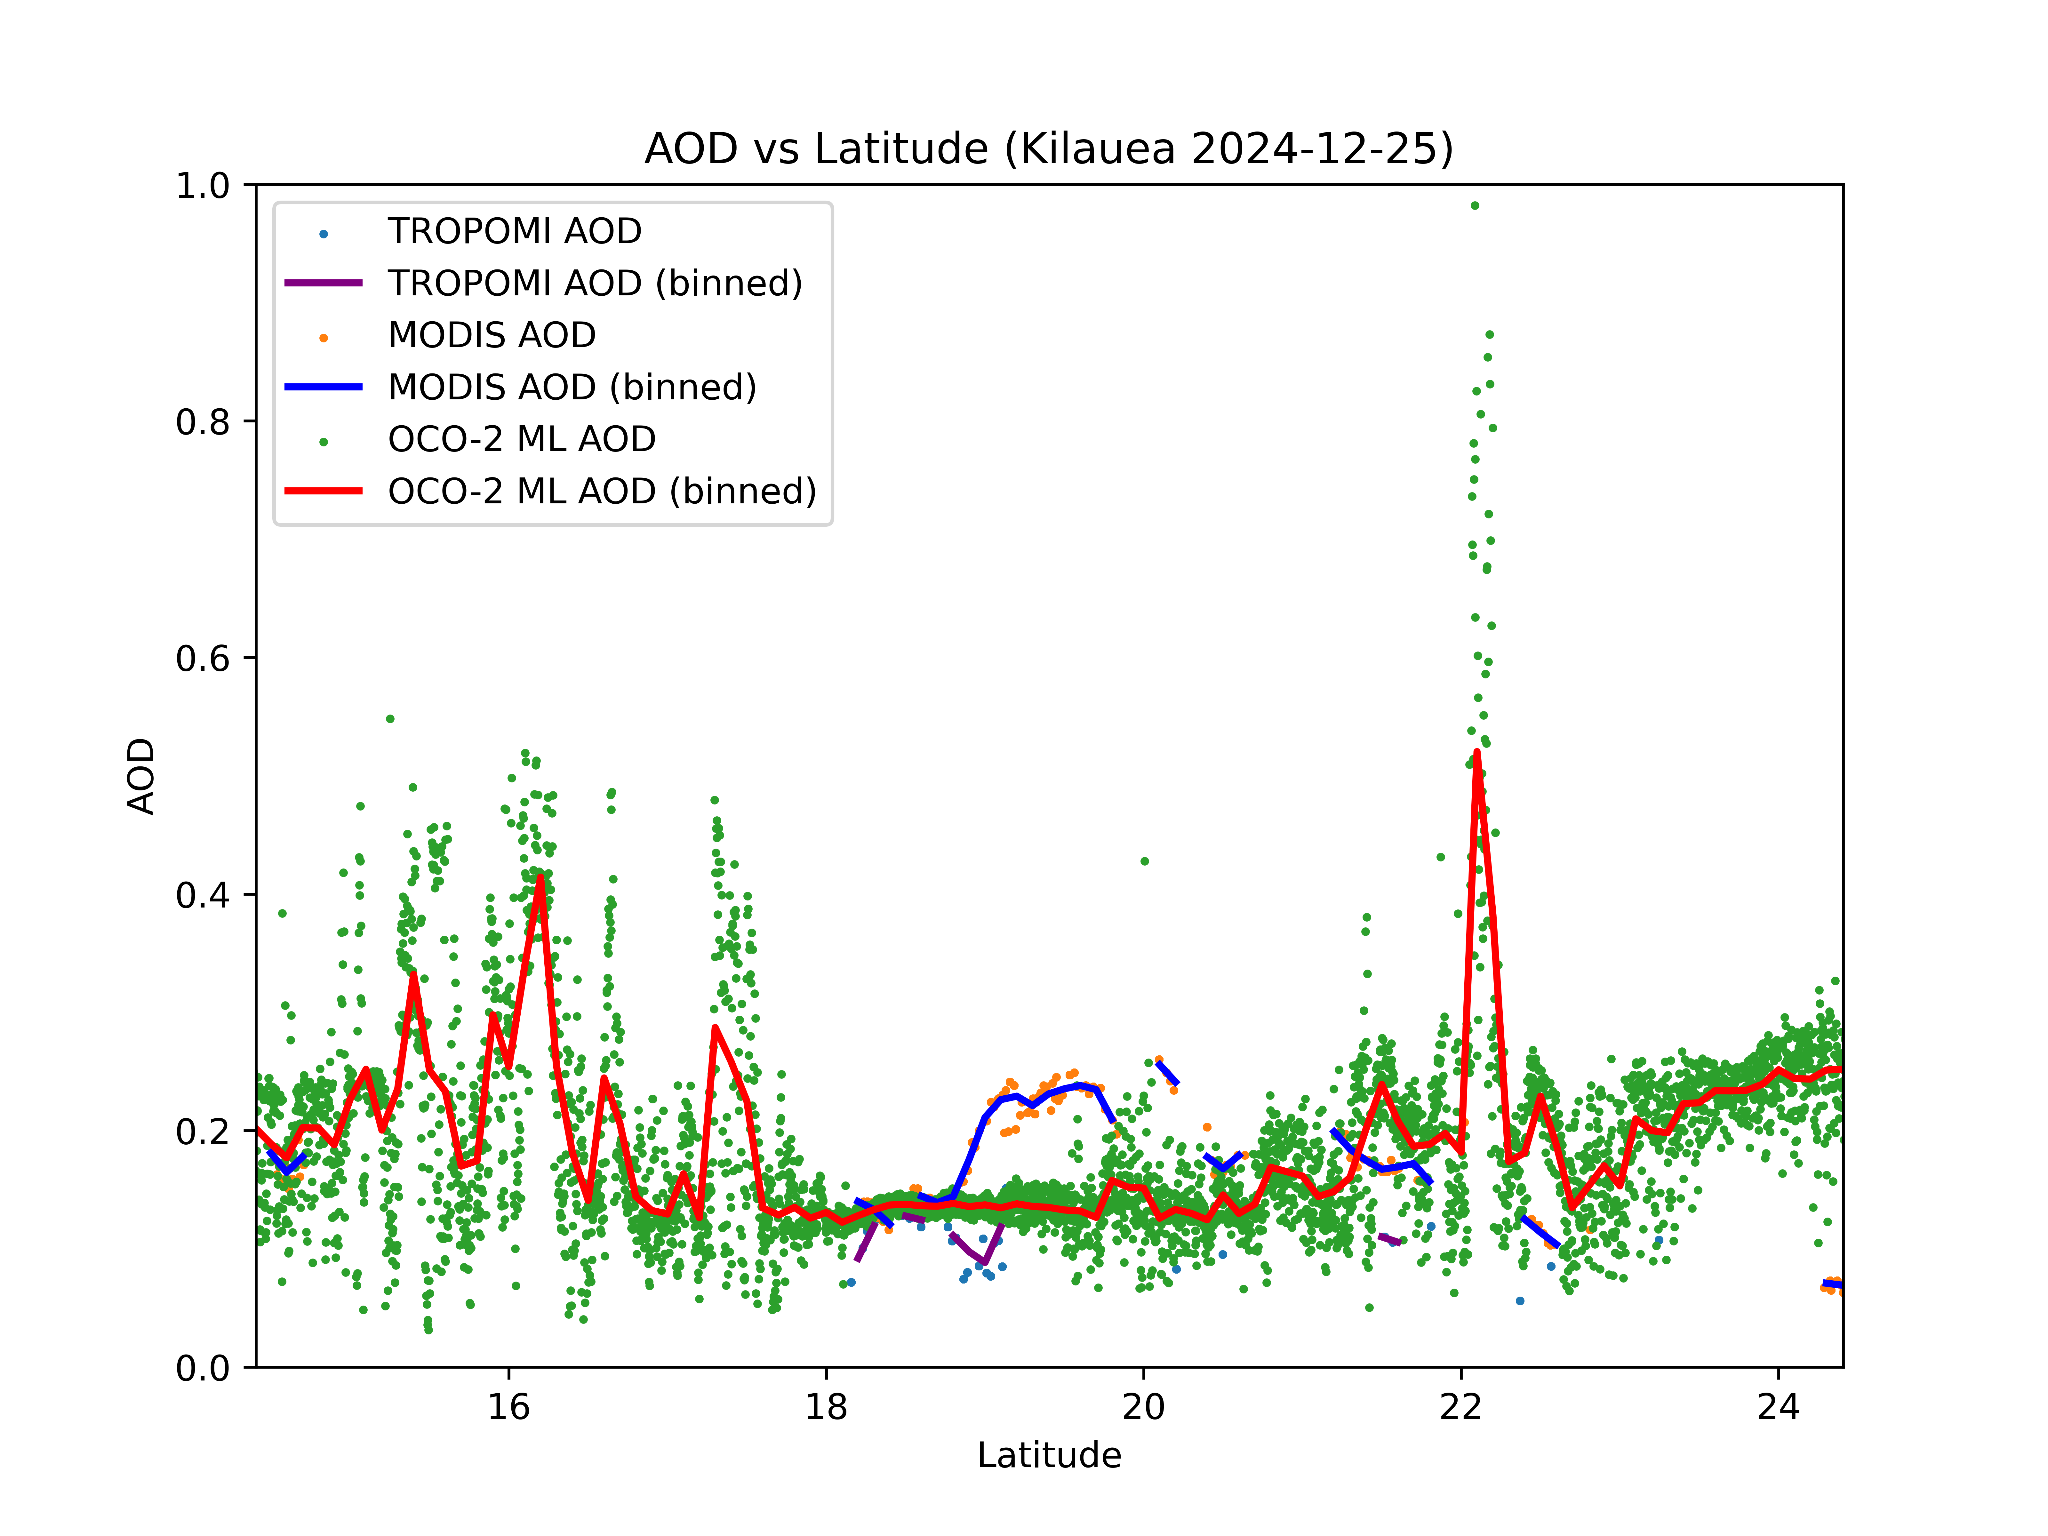 AOD vs Latitude (Kilauea 2024-12-25)
1.0
0.8
0.6
0.4
0.2
0.0
AOD
TROPOMI AOD
TROPOMI AOD (binned)
MODIS AOD
MODIS AOD (binned)
OCO-2 ML AOD
OCO-2 ML AOD (binned)
16 18 20 22 24
Latitude